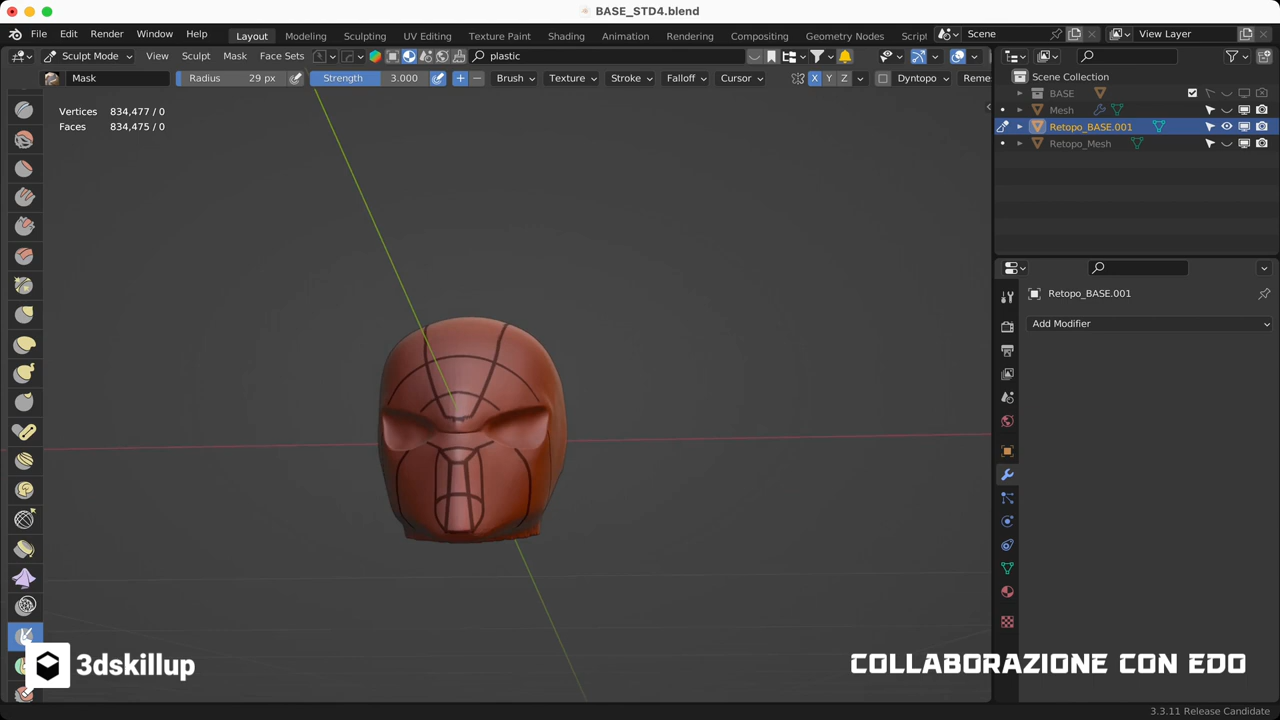 BASE_STD4.blend
File Edit Render Window Help Layout Modeling Sculpting UV Editing Texture Paint Shading Animation Rendering Compositing Geometry Nodes Script Scene View Layer
Sculpt Mode View Sculpt Mask Face Sets plastic
Mask Radius 29 px Strength 3.000 Brush Texture Stroke Falloff Cursor X Y Z Dyntopo Reme
Scene Collection
BASE
Vertices 834,477 / 0
Mesh
Faces 834,475 / 0
Retopo_BASE.001
Retopo_Mesh
Retopo_BASE.001
Add Modifier
3dskillup
COLLABORAZIONE CON EDO
3.3.11 Release Candidate